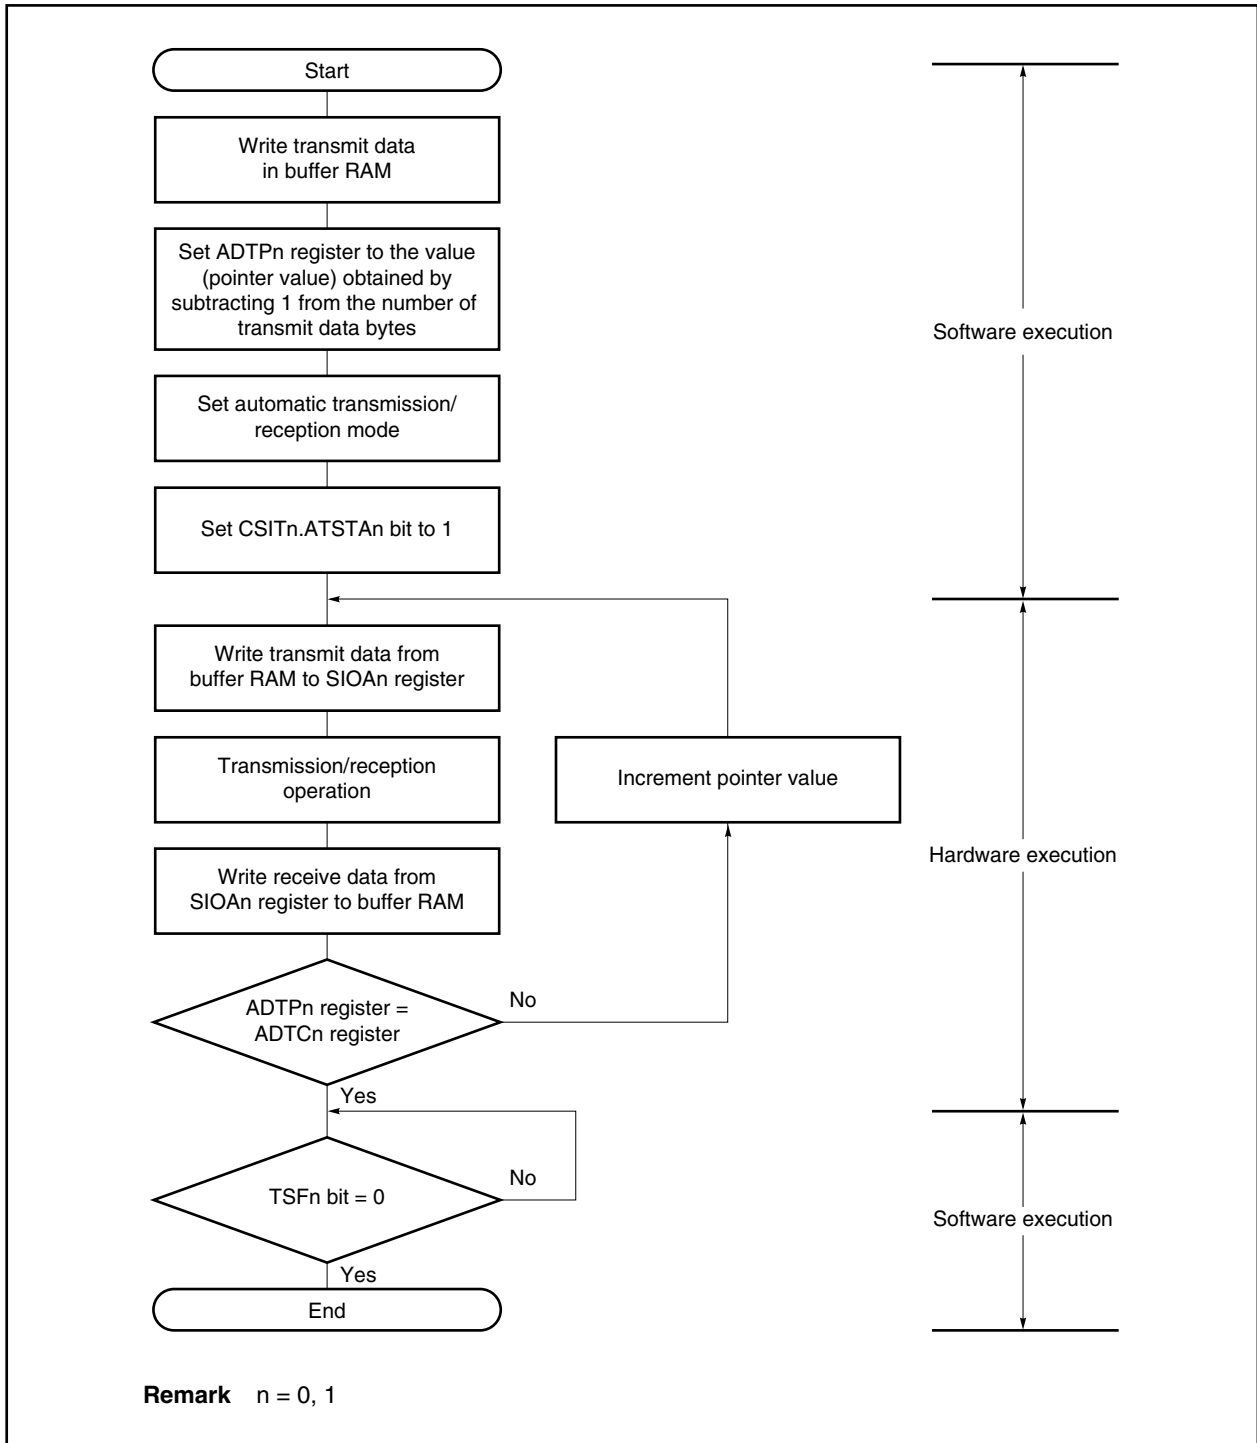 Start
Write transmit data
in buffer RAM
Set ADTPn register to the value
(pointer value) obtained by
subtracting 1 from the number of
transmit data bytes
Software execution
Set automatic transmission/
reception mode
Set CSITn.ATSTAn bit to 1
Write transmit data from
buffer RAM to SIOAn register
Transmission/reception
operation
Increment pointer value
Hardware execution
Write receive data from
SIOAn register to buffer RAM
ADTPn register =
ADTCn register
No
Yes
TSFn bit = 0
No
Software execution
Yes
End
Remark n = 0, 1